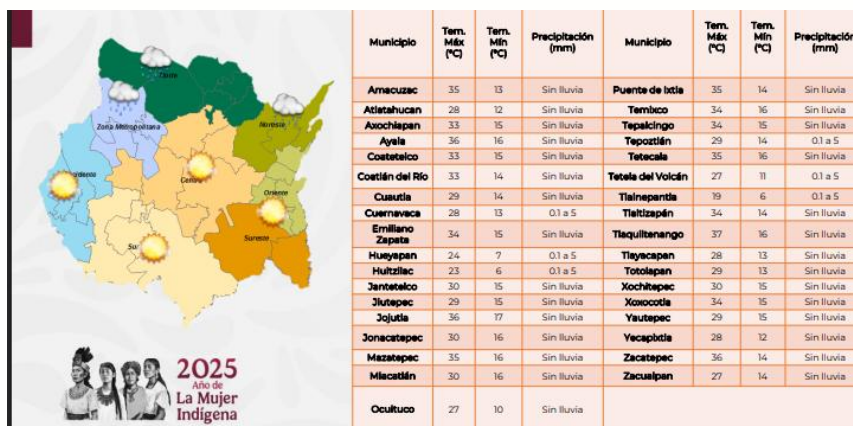 Norte
Zona Metropolitana
Noreste
Centro
Oriente
Sur
Sureste
2025
Año de
La Mujer
Indígena
Municipio Tem. Máx (°C) Tem. Mín (°C) Precipitación (mm) Municipio Tem. Máx (°C) Tem. Mín (°C) Precipitación (mm)
Amacuzac 35 13 Sin lluvia Puente de Ixtla 35 14 Sin lluvia
Atlatahucan 28 12 Sin lluvia Temixco 34 16 Sin lluvia
Axochiapan 33 15 Sin lluvia Tepalcingo 34 15 Sin lluvia
Ayala 36 16 Sin lluvia Tepoztlán 29 14 0.1 a 5
Coatetelco 33 15 Sin lluvia Tetecala 35 16 Sin lluvia
Coatlán del Río 33 14 Sin lluvia Tetela del Volcán 27 11 0.1 a 5
Cuautla 29 14 Sin lluvia Tlalnepantla 19 6 0.1 a 5
Cuernavaca 28 13 0.1 a 5 Tlaltizapán 34 14 Sin lluvia
Emiliano Zapata 34 15 Sin lluvia Tlaquiltenango 37 16 Sin lluvia
Hueyapan 24 7 0.1 a 5 Tlayacapan 28 13 Sin lluvia
Huitzilac 23 6 0.1 a 5 Totolapan 29 13 Sin lluvia
Jantetelco 30 15 Sin lluvia Xochitepec 30 15 Sin lluvia
Jiutepec 29 15 Sin lluvia Xoxocotla 34 15 Sin lluvia
Jojutla 36 17 Sin lluvia Yautepec 29 15 Sin lluvia
Jonacatepec 30 16 Sin lluvia Yecapixtla 28 12 Sin lluvia
Mazatepec 35 16 Sin lluvia Zacatepec 36 14 Sin lluvia
Miacatlán 30 16 Sin lluvia Zacualpan 27 14 Sin lluvia
Ocuituco 27 10 Sin lluvia